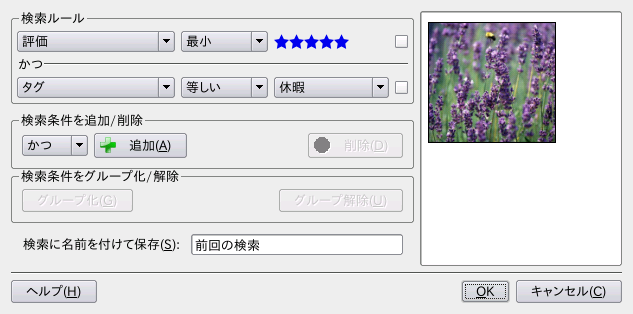 検索ルール
評価 最小
かつ
タグ 等しい 休暇
検索条件を追加/削除
かつ 追加(A) 削除(D)
検索条件をグループ化/解除
グループ化(G) グループ解除(U)
検索に名前を付けて保存(S): 前回の検索
ヘルプ(H) OK キャンセル(C)